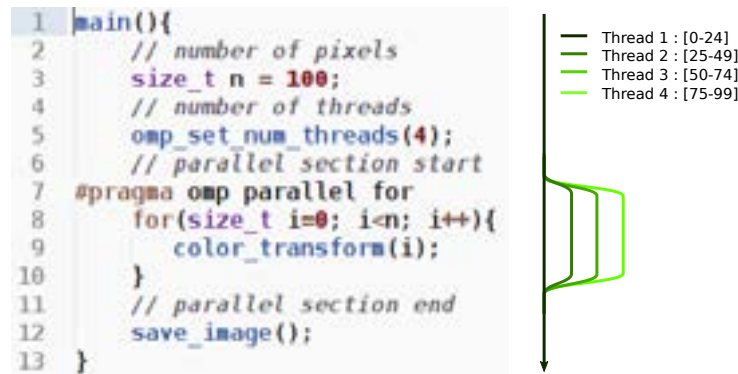 1 main(){
2 // number of pixels
3 size_t n = 100;
4 // number of threads
5 omp_set_num_threads(4);
6 // parallel section start
7 #pragma omp parallel for
8 for(size_t i=0; i<n; i++){
9 color_transform(i);
10 }
11 // parallel section end
12 save_image();
13 }
Thread 1 : [0-24]
Thread 2 : [25-49]
Thread 3 : [50-74]
Thread 4 : [75-99]